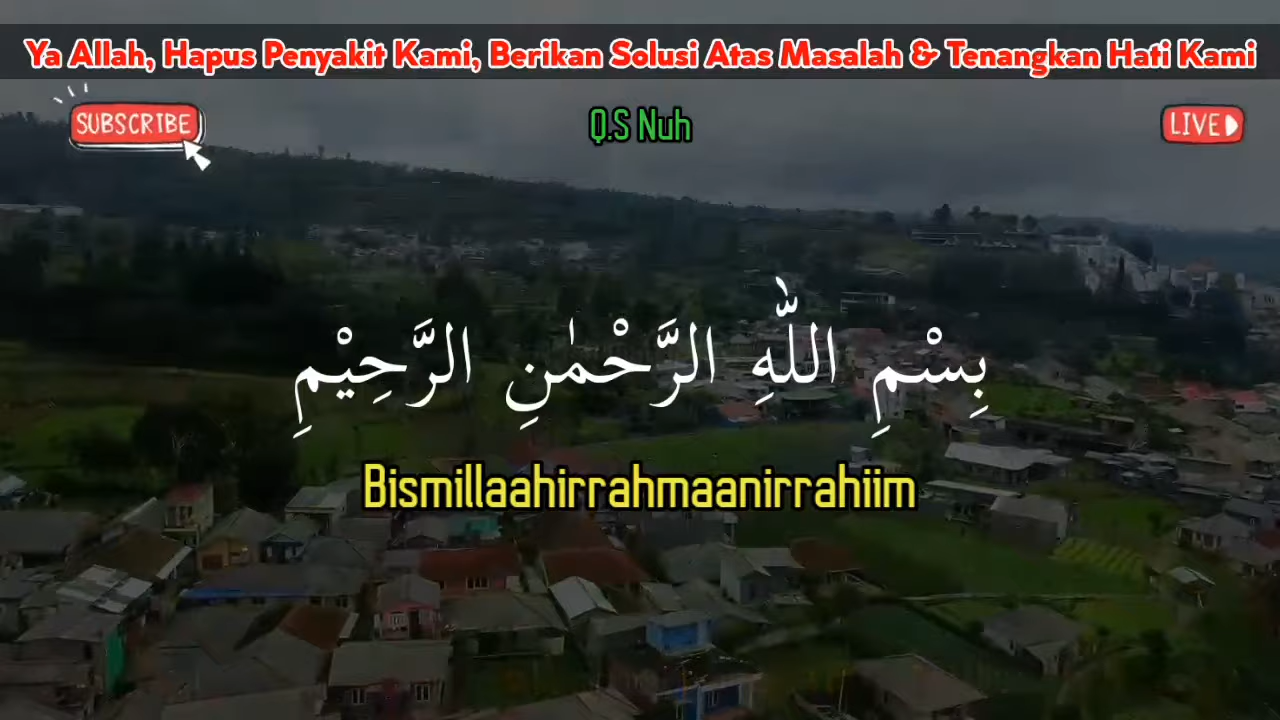 Ya Allah, Hapus Penyakit Kami, Berikan Solusi Atas Masalah & Tenangkan Hati Kami
SUBSCRIBE
Q.S Nuh
LIVE
بِسْمِ اللّٰهِ الرَّحْمٰنِ الرَّحِيْمِ
Bismillaahirrahmaanirrahiim